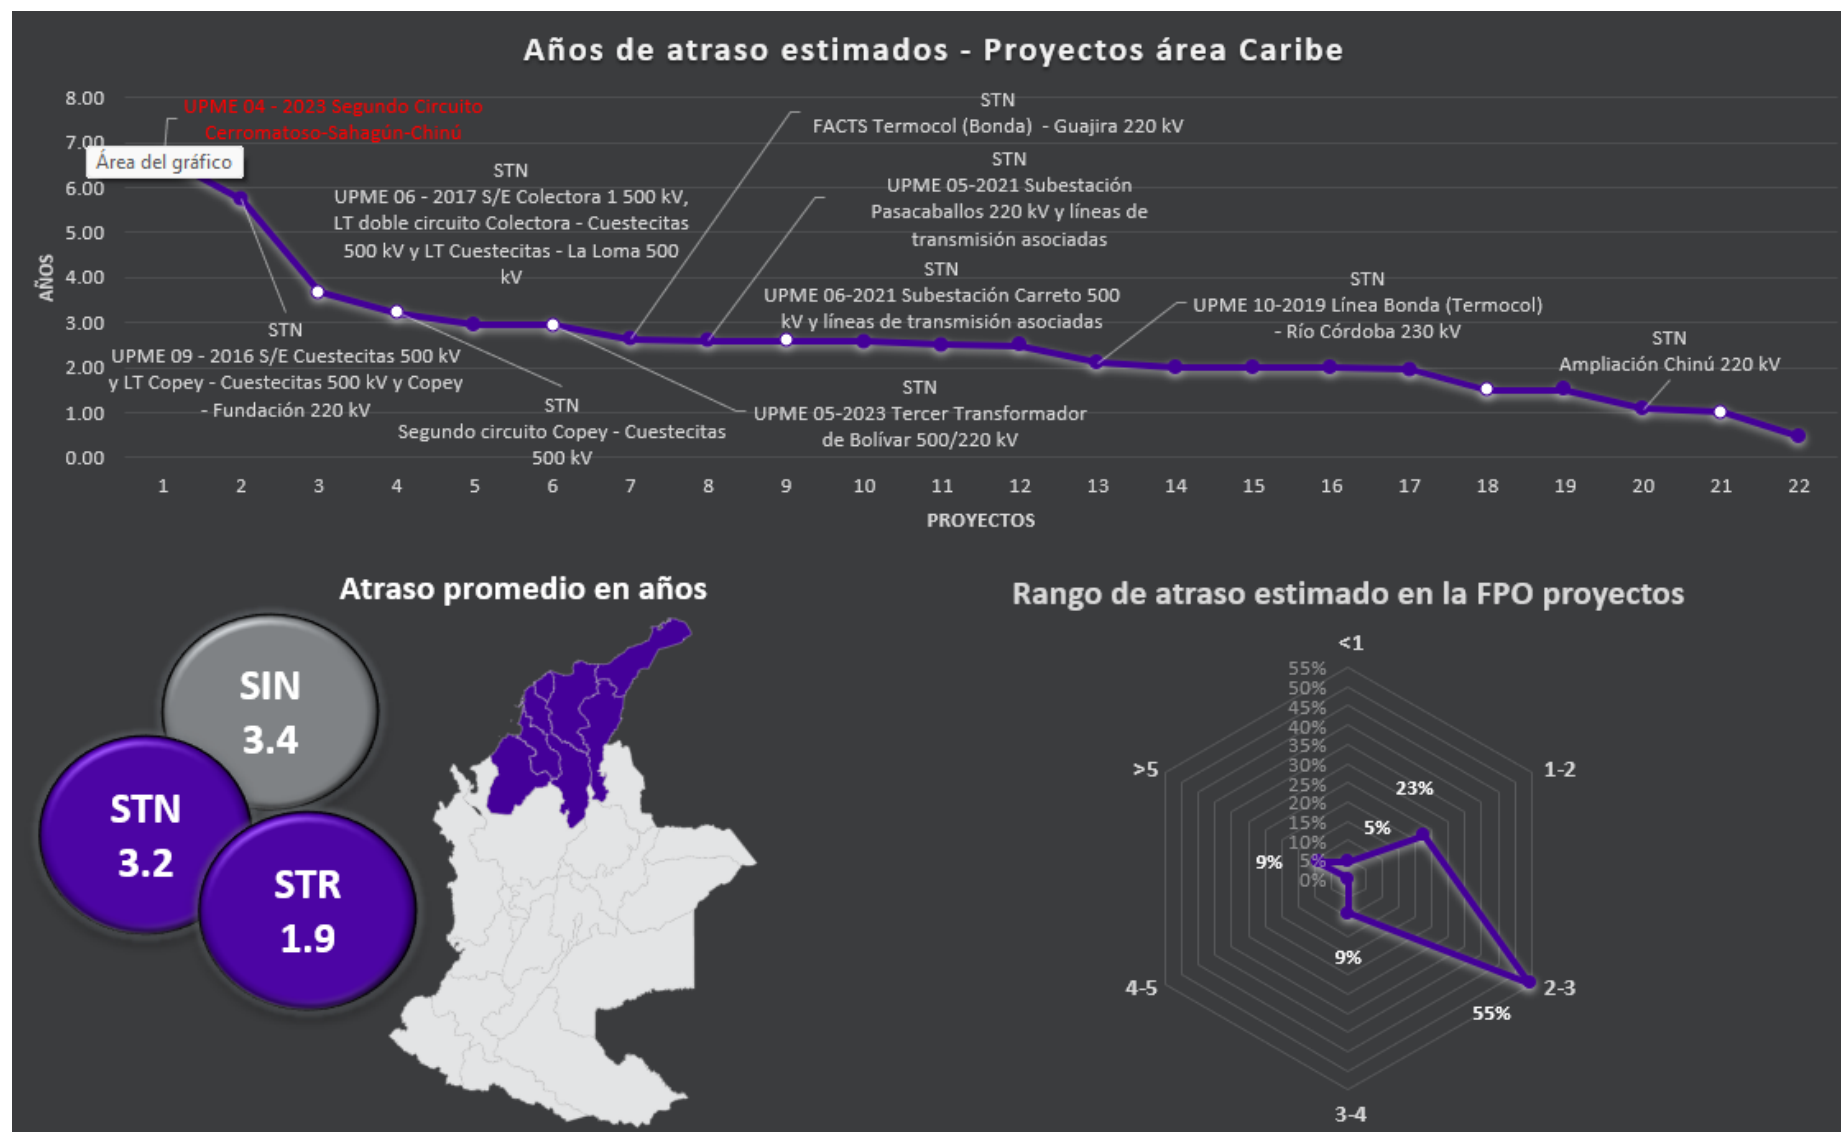 Años de atraso estimados - Proyectos área Caribe
8.00
7.00
6.00
5.00
4.00
3.00
2.00
1.00
0.00
AÑOS
UPME 04 - 2023 Segundo Circuito
Cerromatoso-Sahagún-Chinú
Área del gráfico
STN
UPME 09 - 2016 S/E Cuestecitas 500 kV
y LT Copey - Cuestecitas 500 kV y Copey
- Fundación 220 kV
STN
UPME 06 - 2017 S/E Colectora 1 500 kV,
LT doble circuito Colectora - Cuestecitas
500 kV y LT Cuestecitas - La Loma 500
kV
STN
Segundo circuito Copey - Cuestecitas
500 kV
STN
FACTS Termocol (Bonda)  - Guajira 220 kV
STN
UPME 05-2021 Subestación
Pasacaballos 220 kV y líneas de
transmisión asociadas
STN
UPME 06-2021 Subestación Carreto 500
kV y líneas de transmisión asociadas
STN
UPME 05-2023 Tercer Transformador
de Bolívar 500/220 kV
STN
UPME 10-2019 Línea Bonda (Termocol)
- Río Córdoba 230 kV
STN
Ampliación Chinú 220 kV
1 2 3 4 5 6 7 8 9 10 11 12 13 14 15 16 17 18 19 20 21 22
PROYECTOS
Atraso promedio en años
SIN
3.4
STN
3.2
STR
1.9
Rango de atraso estimado en la FPO proyectos
<1
1-2
2-3
3-4
4-5
>5
55%
50%
45%
40%
35%
30%
25%
20%
15%
10%
5%
0%
5%
23%
55%
9%
9%